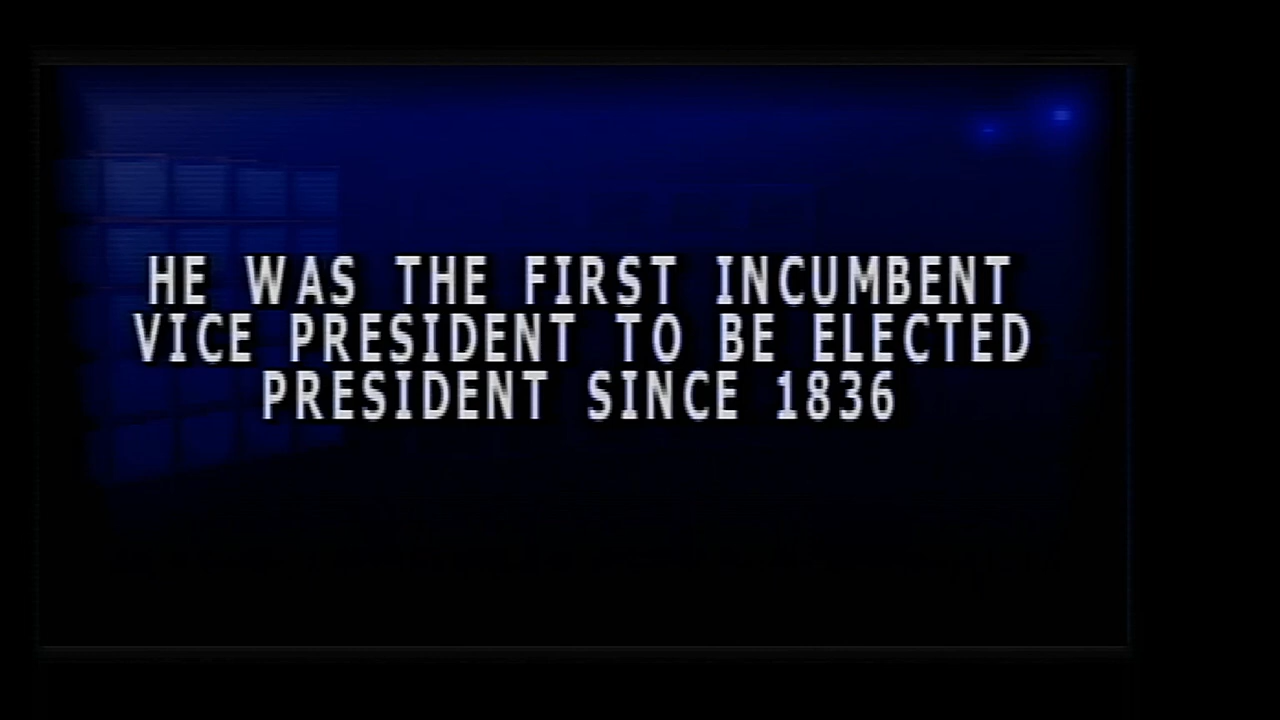 HE WAS THE FIRST INCUMBENT
VICE PRESIDENT TO BE ELECTED
PRESIDENT SINCE 1836